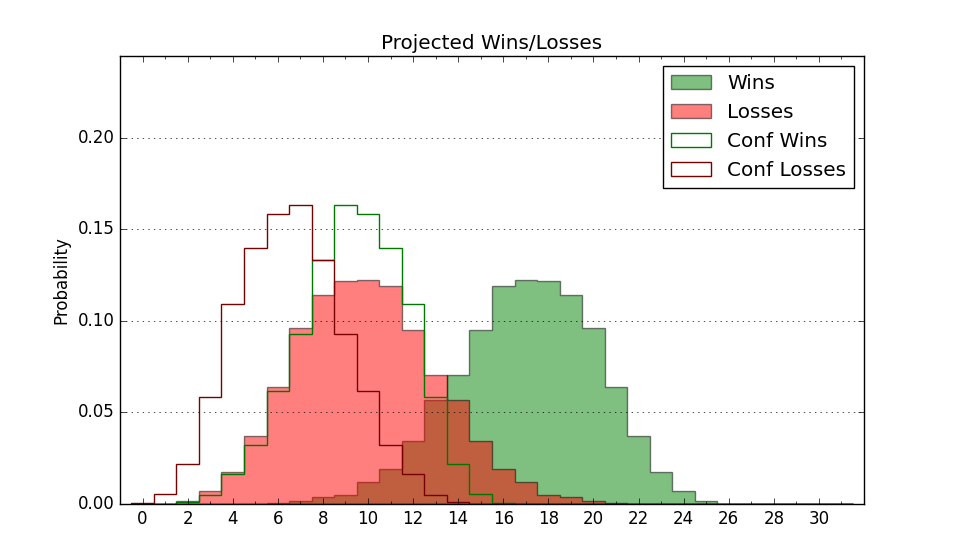 Projected Wins/Losses
Wins
Losses
Conf Wins
Conf Losses
Probability
0.20
0.15
0.10
0.05
0.00
0 2 4 6 8 10 12 14 16 18 20 22 24 26 28 30